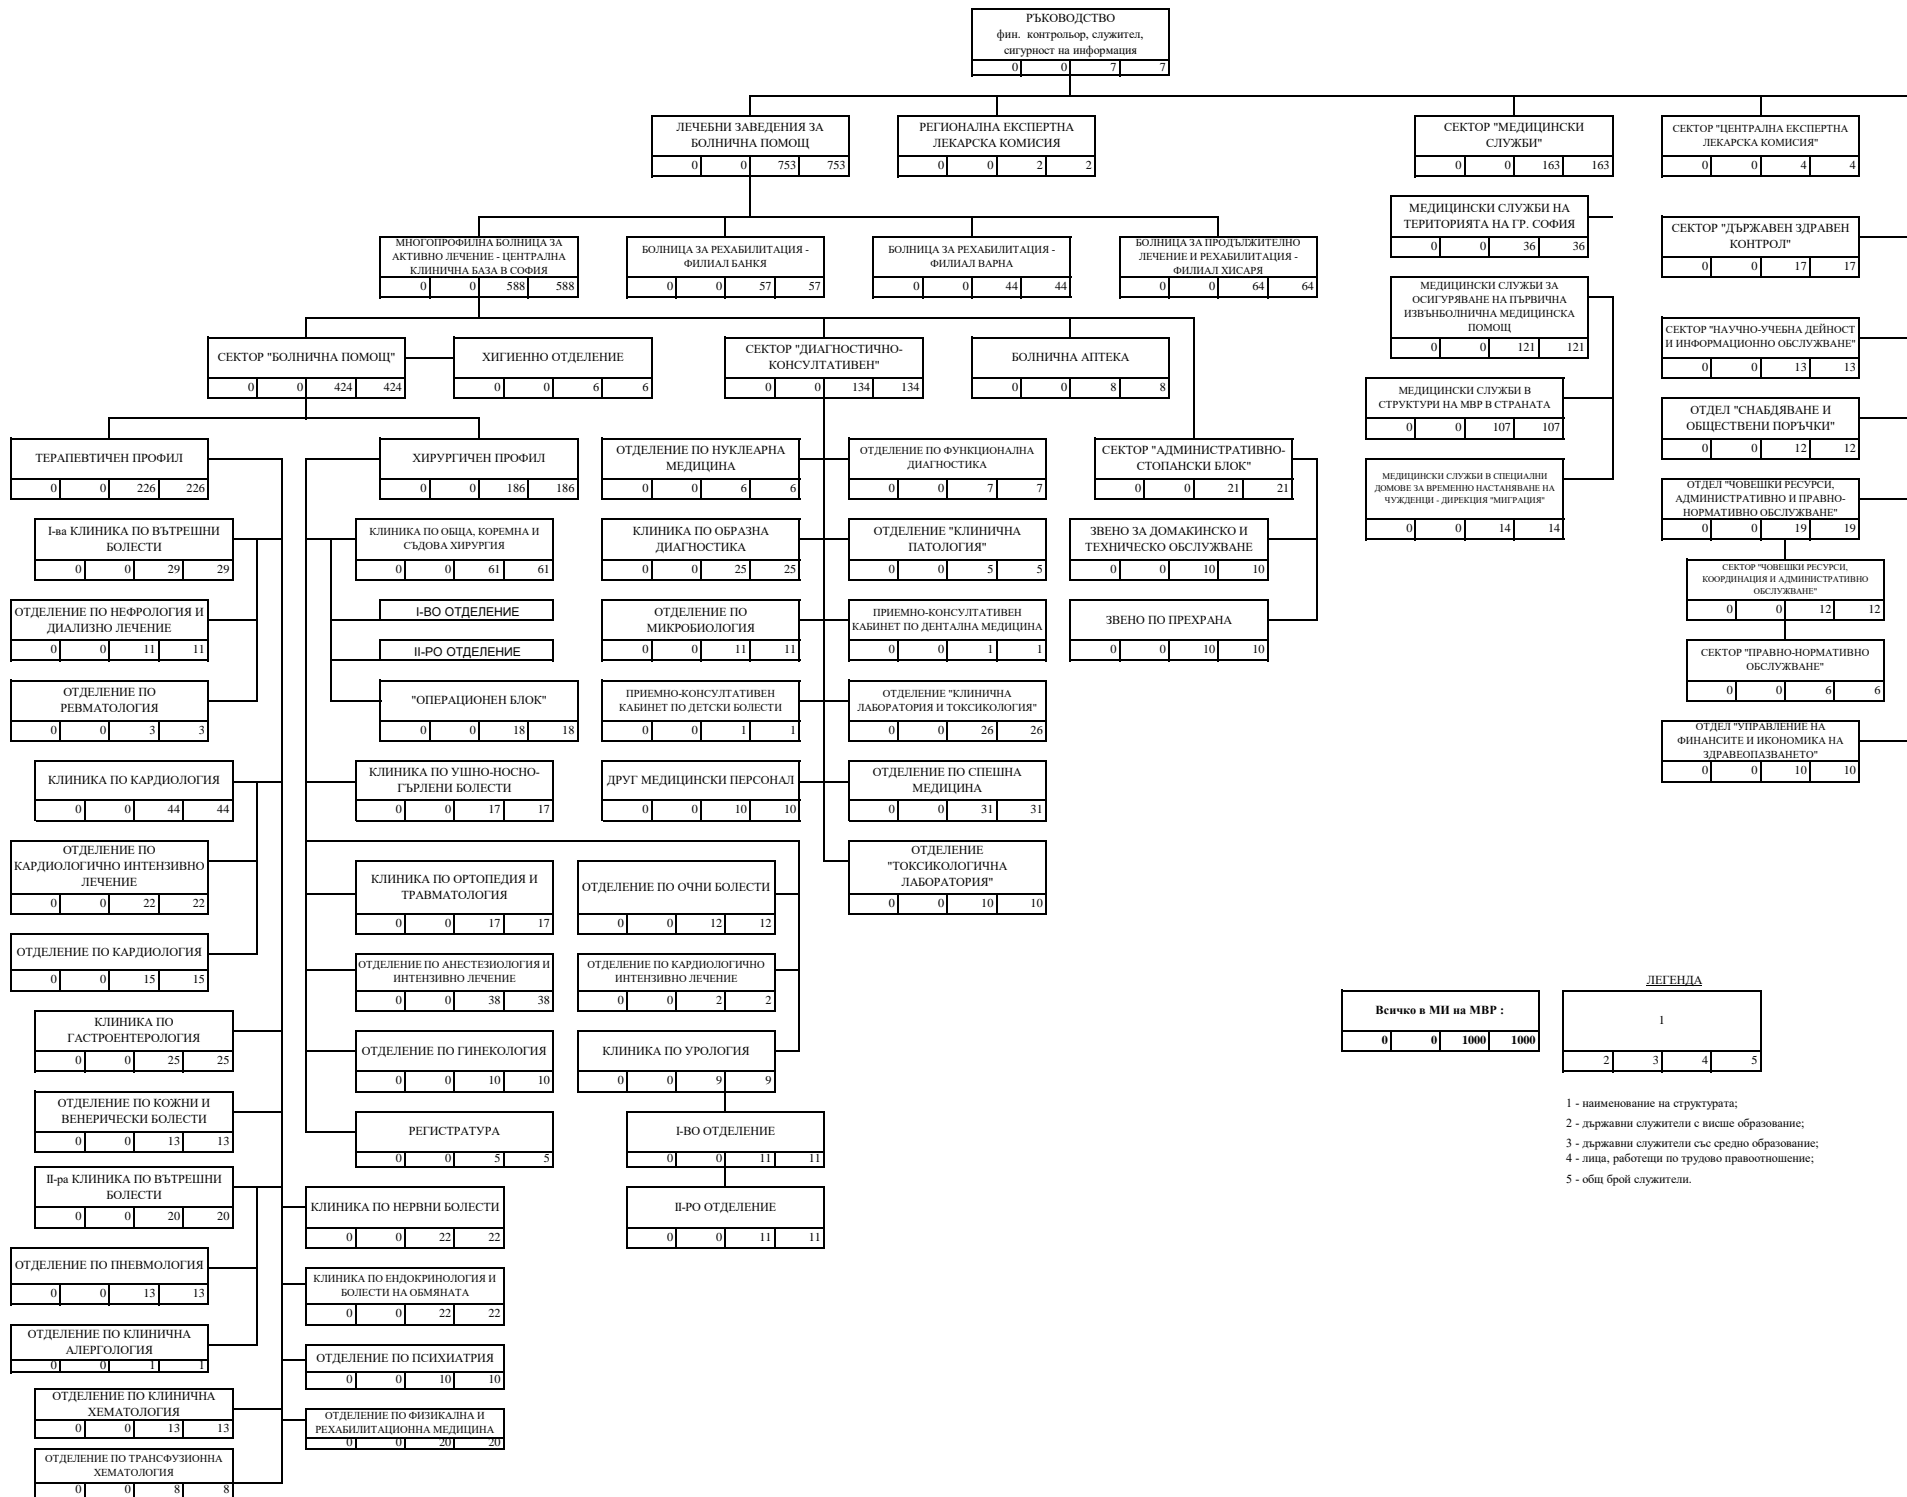 РЪКОВОДСТВО
фин. контрольор, служител,
сигурност на информация
0 0 7 7
ЛЕЧЕБНИ ЗАВЕДЕНИЯ ЗА
БОЛНИЧНА ПОМОЩ
0 0 753 753
РЕГИОНАЛНА ЕКСПЕРТНА
ЛЕКАРСКА КОМИСИЯ
0 0 2 2
СЕКТОР "МЕДИЦИНСКИ
СЛУЖБИ"
0 0 163 163
СЕКТОР "ЦЕНТРАЛНА ЕКСПЕРТНА
ЛЕКАРСКА КОМИСИЯ"
0 0 4 4
МЕДИЦИНСКИ СЛУЖБИ НА
ТЕРИТОРИЯТА НА ГР. СОФИЯ
0 0 36 36
СЕКТОР "ДЪРЖАВЕН ЗДРАВЕН
КОНТРОЛ"
0 0 17 17
МНОГОПРОФИЛНА БОЛНИЦА ЗА
АКТИВНО ЛЕЧЕНИЕ - ЦЕНТРАЛНА
КЛИНИЧНА БАЗА В СОФИЯ
0 0 588 588
БОЛНИЦА ЗА РЕХАБИЛИТАЦИЯ -
ФИЛИАЛ БАНКЯ
0 0 57 57
БОЛНИЦА ЗА РЕХАБИЛИТАЦИЯ -
ФИЛИАЛ ВАРНА
0 0 44 44
БОЛНИЦА ЗА ПРОДЪЛЖИТЕЛНО
ЛЕЧЕНИЕ И РЕХАБИЛИТАЦИЯ -
ФИЛИАЛ ХИСАРЯ
0 0 64 64
МЕДИЦИНСКИ СЛУЖБИ ЗА
ОСИГУРЯВАНЕ НА ПЪРВИЧНА
ИЗВЪНБОЛНИЧНА МЕДИЦИНСКА
ПОМОЩ
0 0 121 121
СЕКТОР "НАУЧНО-УЧЕБНА ДЕЙНОСТ
И ИНФОРМАЦИОННО ОБСЛУЖВАНЕ"
0 0 13 13
СЕКТОР "БОЛНИЧНА ПОМОЩ"
0 0 424 424
ХИГИЕННО ОТДЕЛЕНИЕ
0 0 6 6
СЕКТОР "ДИАГНОСТИЧНО-
КОНСУЛТАТИВЕН"
0 0 134 134
БОЛНИЧНА АПТЕКА
0 0 8 8
МЕДИЦИНСКИ СЛУЖБИ В
СТРУКТУРИ НА МВР В СТРАНАТА
0 0 107 107
ОТДЕЛ "СНАБДЯВАНЕ И
ОБЩЕСТВЕНИ ПОРЪЧКИ"
0 0 12 12
ТЕРАПЕВТИЧЕН ПРОФИЛ
0 0 226 226
ХИРУРГИЧЕН ПРОФИЛ
0 0 186 186
ОТДЕЛЕНИЕ ПО НУКЛЕАРНА
МЕДИЦИНА
0 0 6 6
ОТДЕЛЕНИЕ ПО ФУНКЦИОНАЛНА
ДИАГНОСТИКА
0 0 7 7
СЕКТОР "АДМИНИСТРАТИВНО-
СТОПАНСКИ БЛОК"
0 0 21 21
МЕДИЦИНСКИ СЛУЖБИ В СПЕЦИАЛНИ
ДОМОВЕ ЗА ВРЕМЕННО НАСТАНЯВАНЕ НА
ЧУЖДЕНЦИ - ДИРЕКЦИЯ "МИГРАЦИЯ"
0 0 14 14
ОТДЕЛ "ЧОВЕШКИ РЕСУРСИ,
АДМИНИСТРАТИВНО И ПРАВНО-
НОРМАТИВНО ОБСЛУЖВАНЕ"
0 0 19 19
I-ва КЛИНИКА ПО ВЪТРЕШНИ
БОЛЕСТИ
0 0 29 29
КЛИНИКА ПО ОБЩА, КОРЕМНА И
СЪДОВА ХИРУРГИЯ
0 0 61 61
КЛИНИКА ПО ОБРАЗНА
ДИАГНОСТИКА
0 0 25 25
ОТДЕЛЕНИЕ "КЛИНИЧНА
ПАТОЛОГИЯ"
0 0 5 5
ЗВЕНО ЗА ДОМАКИНСКО И
ТЕХНИЧЕСКО ОБСЛУЖВАНЕ
0 0 10 10
СЕКТОР "ЧОВЕШКИ РЕСУРСИ,
КООРДИНАЦИЯ И АДМИНИСТРАТИВНО
ОБСЛУЖВАНЕ"
0 0 12 12
ОТДЕЛЕНИЕ ПО НЕФРОЛОГИЯ И
ДИАЛИЗНО ЛЕЧЕНИЕ
0 0 11 11
I-ВО ОТДЕЛЕНИЕ
II-РО ОТДЕЛЕНИЕ
ОТДЕЛЕНИЕ ПО
МИКРОБИОЛОГИЯ
0 0 11 11
ПРИЕМНО-КОНСУЛТАТИВЕН
КАБИНЕТ ПО ДЕНТАЛНА МЕДИЦИНА
0 0 1 1
ЗВЕНО ПО ПРЕХРАНА
0 0 10 10
СЕКТОР "ПРАВНО-НОРМАТИВНО
ОБСЛУЖВАНЕ"
0 0 6 6
ОТДЕЛЕНИЕ ПО
РЕВМАТОЛОГИЯ
0 0 3 3
"ОПЕРАЦИОНЕН БЛОК"
0 0 18 18
ПРИЕМНО-КОНСУЛТАТИВЕН
КАБИНЕТ ПО ДЕТСКИ БОЛЕСТИ
0 0 1 1
ОТДЕЛЕНИЕ "КЛИНИЧНА
ЛАБОРАТОРИЯ И ТОКСИКОЛОГИЯ"
0 0 26 26
ОТДЕЛ "УПРАВЛЕНИЕ НА
ФИНАНСИТЕ И ИКОНОМИКА НА
ЗДРАВЕОПАЗВАНЕТО"
0 0 10 10
КЛИНИКА ПО КАРДИОЛОГИЯ
0 0 44 44
КЛИНИКА ПО УШНО-НОСНО-
ГЪРЛЕНИ БОЛЕСТИ
0 0 17 17
ДРУГ МЕДИЦИНСКИ ПЕРСОНАЛ
0 0 10 10
ОТДЕЛЕНИЕ ПО СПЕШНА
МЕДИЦИНА
0 0 31 31
ОТДЕЛЕНИЕ ПО
КАРДИОЛОГИЧНО ИНТЕНЗИВНО
ЛЕЧЕНИЕ
0 0 22 22
КЛИНИКА ПО ОРТОПЕДИЯ И
ТРАВМАТОЛОГИЯ
0 0 17 17
ОТДЕЛЕНИЕ ПО ОЧНИ БОЛЕСТИ
0 0 12 12
ОТДЕЛЕНИЕ
"ТОКСИКОЛОГИЧНА
ЛАБОРАТОРИЯ"
0 0 10 10
ОТДЕЛЕНИЕ ПО КАРДИОЛОГИЯ
0 0 15 15
ОТДЕЛЕНИЕ ПО АНЕСТЕЗИОЛОГИЯ И
ИНТЕНЗИВНО ЛЕЧЕНИЕ
0 0 38 38
ОТДЕЛЕНИЕ ПО КАРДИОЛОГИЧНО
ИНТЕНЗИВНО ЛЕЧЕНИЕ
0 0 2 2
Всичко в МИ на МВР :
0 0 1000 1000
ЛЕГЕНДА
1
2 3 4 5
КЛИНИКА ПО
ГАСТРОЕНТЕРОЛОГИЯ
0 0 25 25
ОТДЕЛЕНИЕ ПО ГИНЕКОЛОГИЯ
0 0 10 10
КЛИНИКА ПО УРОЛОГИЯ
0 0 9 9
1 - наименование на структурата;
2 - държавни служители с висше образование;
3 - държавни служители със средно образование;
4 - лица, работещи по трудово правоотношение;
5 - общ брой служители.
ОТДЕЛЕНИЕ ПО КОЖНИ И
ВЕНЕРИЧЕСКИ БОЛЕСТИ
0 0 13 13
РЕГИСТРАТУРА
0 0 5 5
I-ВО ОТДЕЛЕНИЕ
0 0 11 11
II-ра КЛИНИКА ПО ВЪТРЕШНИ
БОЛЕСТИ
0 0 20 20
КЛИНИКА ПО НЕРВНИ БОЛЕСТИ
0 0 22 22
II-РО ОТДЕЛЕНИЕ
0 0 11 11
ОТДЕЛЕНИЕ ПО ПНЕВМОЛОГИЯ
0 0 13 13
КЛИНИКА ПО ЕНДОКРИНОЛОГИЯ И
БОЛЕСТИ НА ОБМЯНАТА
0 0 22 22
ОТДЕЛЕНИЕ ПО КЛИНИЧНА
АЛЕРГОЛОГИЯ
0 0 1 1
ОТДЕЛЕНИЕ ПО ПСИХИАТРИЯ
0 0 10 10
ОТДЕЛЕНИЕ ПО КЛИНИЧНА
ХЕМАТОЛОГИЯ
0 0 13 13
ОТДЕЛЕНИЕ ПО ФИЗИКАЛНА И
РЕХАБИЛИТАЦИОННА МЕДИЦИНА
0 0 20 20
ОТДЕЛЕНИЕ ПО ТРАНСФУЗИОННА
ХЕМАТОЛОГИЯ
0 0 8 8